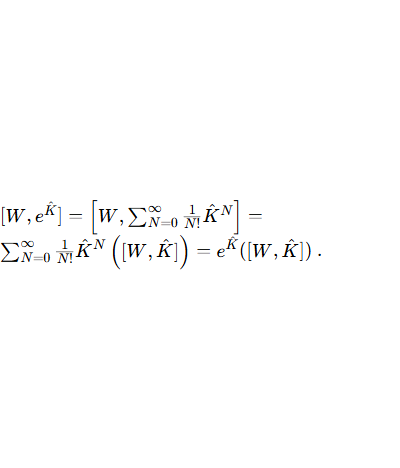 [W, e^{\hat{K}}] = \left[W, \sum_{N=0}^{\infty} \frac{1}{N!} \hat{K}^N\right] =
\sum_{N=0}^{\infty} \frac{1}{N!} \hat{K}^N \left([W, \hat{K}]\right) = e^{\hat{K}}([W, \hat{K}]) .